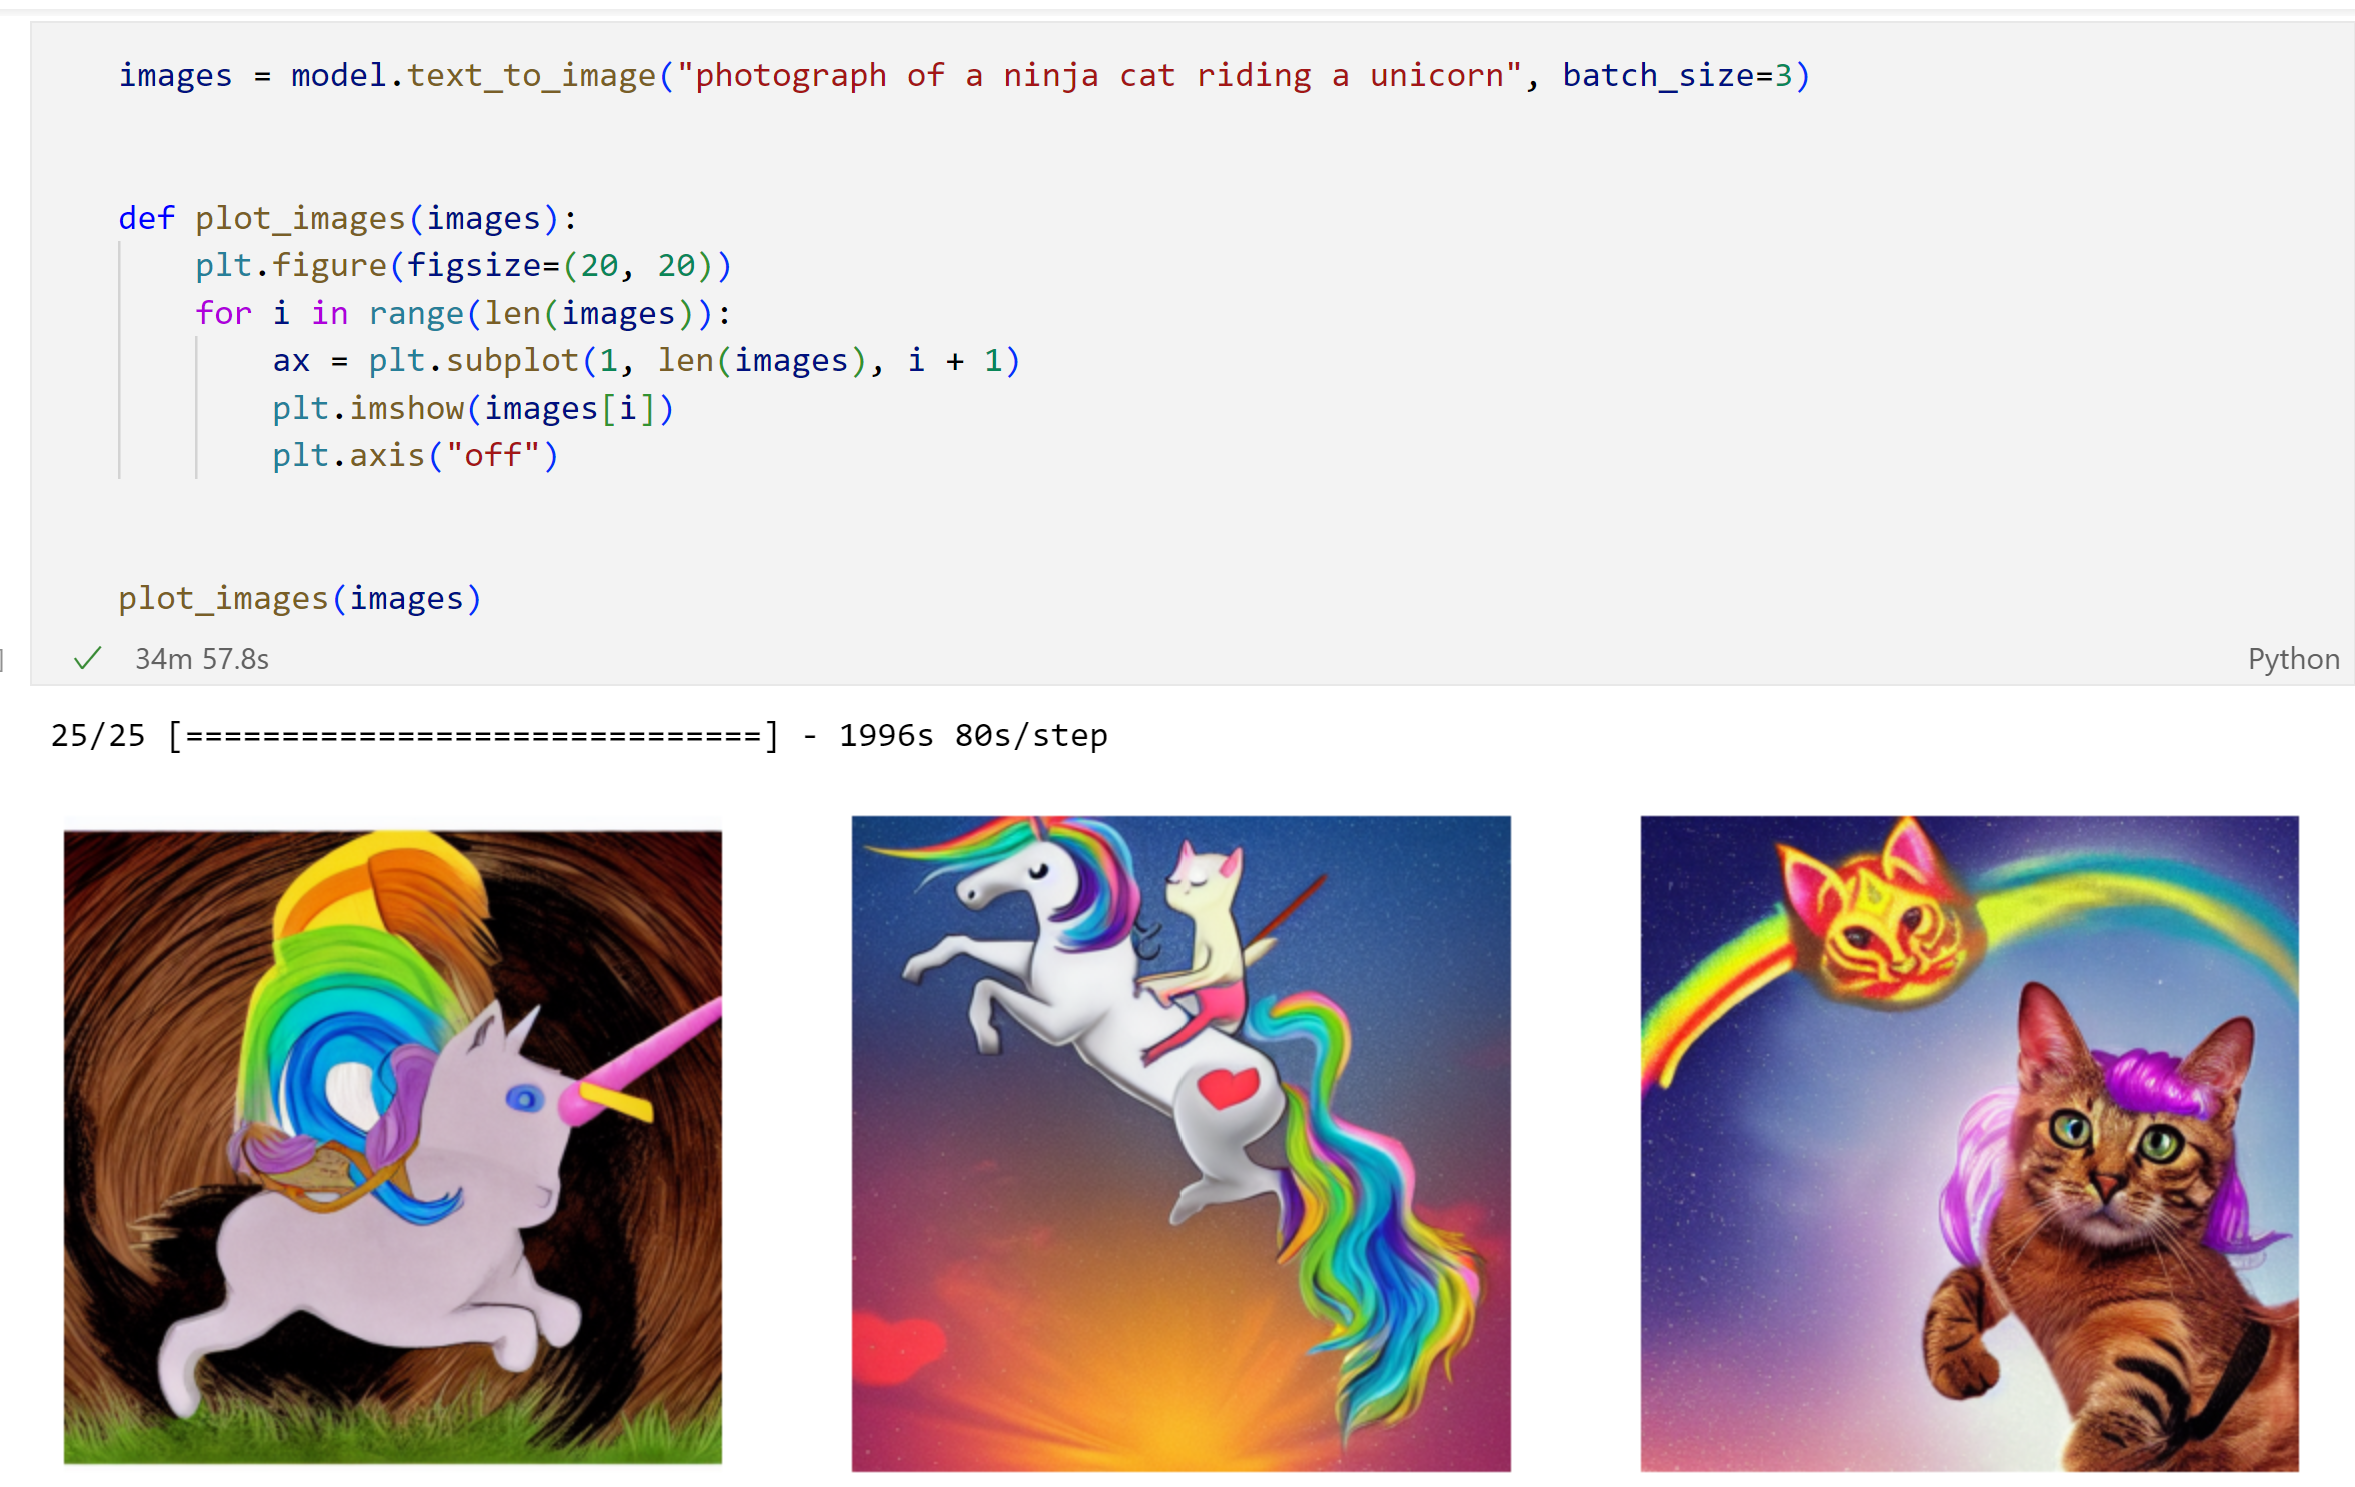 images = model.text_to_image("photograph of a ninja cat riding a unicorn", batch_size=3)
def plot_images(images):
    plt.figure(figsize=(20, 20))
    for i in range(len(images)):
        ax = plt.subplot(1, len(images), i + 1)
        plt.imshow(images[i])
        plt.axis("off")
plot_images(images)
] ✓ 34m 57.8s Python
25/25 [==============================] - 1996s 80s/step